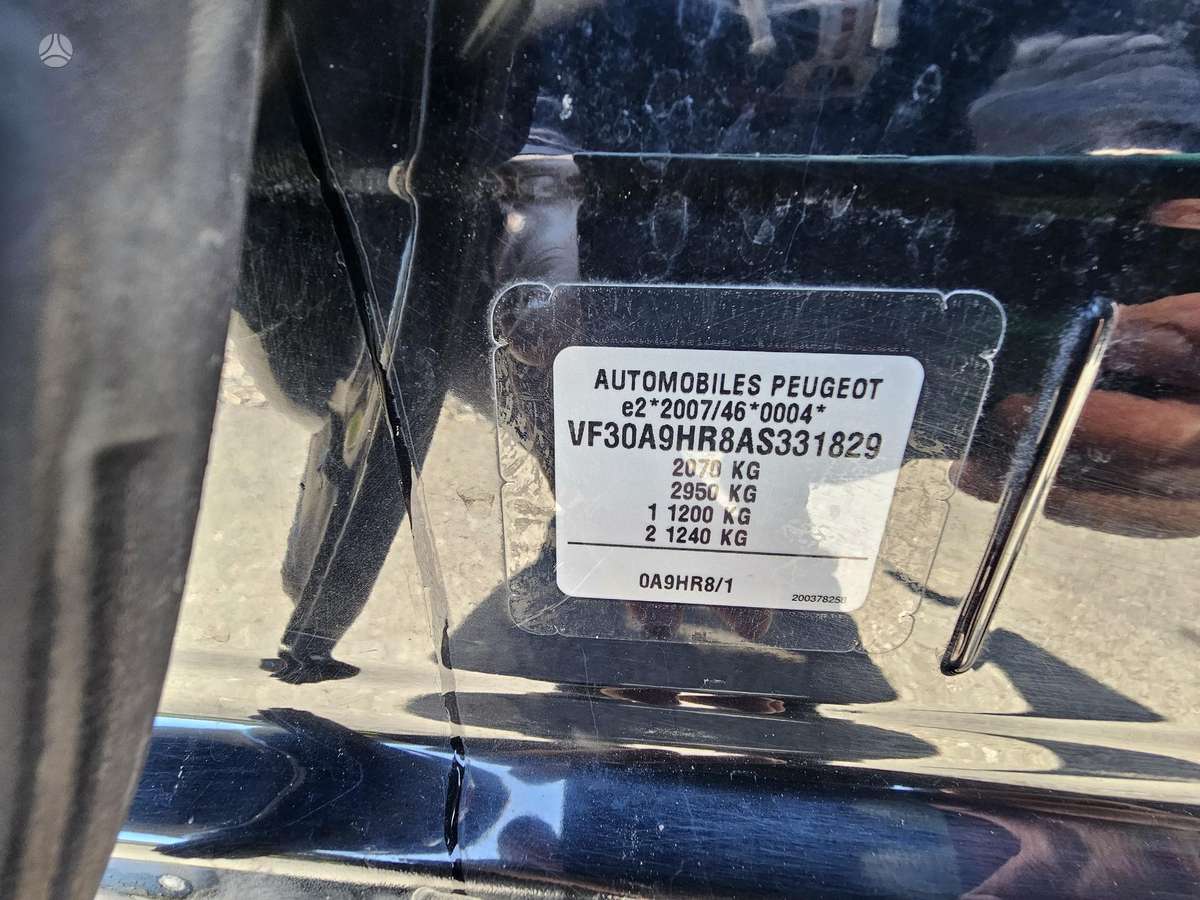 AUTOMOBILES PEUGEOT
e2*2007/46*0004*
VF30A9HR8AS331829
2070 KG
2950 KG
1 1200 KG
2 1240 KG
0A9HR8/1
200378258